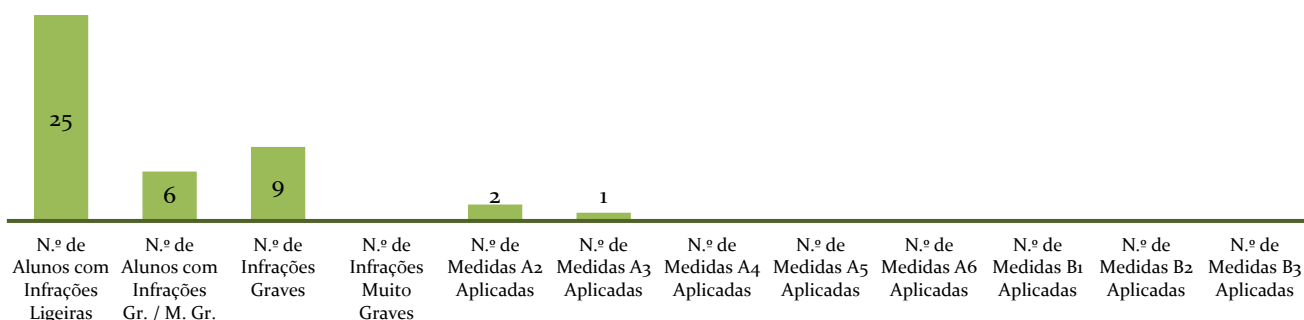 25
6
9
2
1
N.º de
Alunos com
Infrações
Ligeiras
N.º de
Alunos com
Infrações
Gr. / M. Gr.
N.º de
Infrações
Graves
N.º de
Infrações
Muito
Graves
N.º de
Medidas A2
Aplicadas
N.º de
Medidas A3
Aplicadas
N.º de
Medidas A4
Aplicadas
N.º de
Medidas A5
Aplicadas
N.º de
Medidas A6
Aplicadas
N.º de
Medidas B1
Aplicadas
N.º de
Medidas B2
Aplicadas
N.º de
Medidas B3
Aplicadas